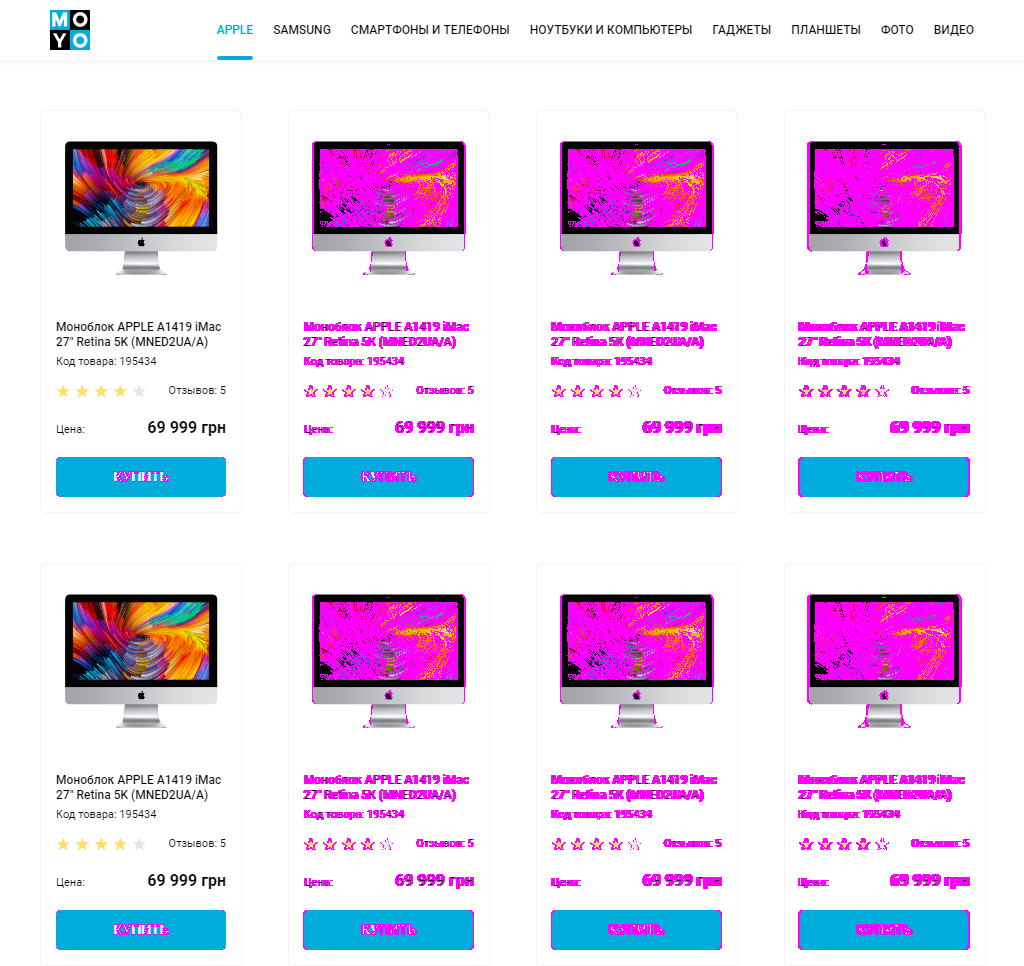 MO
YO
APPLE SAMSUNG СМАРТФОНЫ И ТЕЛЕФОНЫ НОУТБУКИ И КОМПЬЮТЕРЫ ГАДЖЕТЫ ПЛАНШЕТЫ ФОТО ВИДЕО
Моноблок APPLE A1419 iMac Моноблок APPLE A1419 iMac Моноблок APPLE A1419 iMac Моноблок APPLE A1419 iMac
27" Retina 5K (MNED2UA/A) 27" Retina 5K (MNED2UA/A) 27" Retina 5K (MNED2UA/A) 27" Retina 5K (MNED2UA/A)
Код товара: 195434 Код товара: 195434 Код товара: 195434 Код товара: 195434
Отзывов: 5 Отзывов: 5 Отзывов: 5 Отзывов: 5
Цена: 69 999 грн Цена: 69 999 грн Цена: 69 999 грн Цена: 69 999 грн
КУПИТЬ КУПИТЬ КУПИТЬ КУПИТЬ
Моноблок APPLE A1419 iMac Моноблок APPLE A1419 iMac Моноблок APPLE A1419 iMac Моноблок APPLE A1419 iMac
27" Retina 5K (MNED2UA/A) 27" Retina 5K (MNED2UA/A) 27" Retina 5K (MNED2UA/A) 27" Retina 5K (MNED2UA/A)
Код товара: 195434 Код товара: 195434 Код товара: 195434 Код товара: 195434
Отзывов: 5 Отзывов: 5 Отзывов: 5 Отзывов: 5
Цена: 69 999 грн Цена: 69 999 грн Цена: 69 999 грн Цена: 69 999 грн
КУПИТЬ КУПИТЬ КУПИТЬ КУПИТЬ